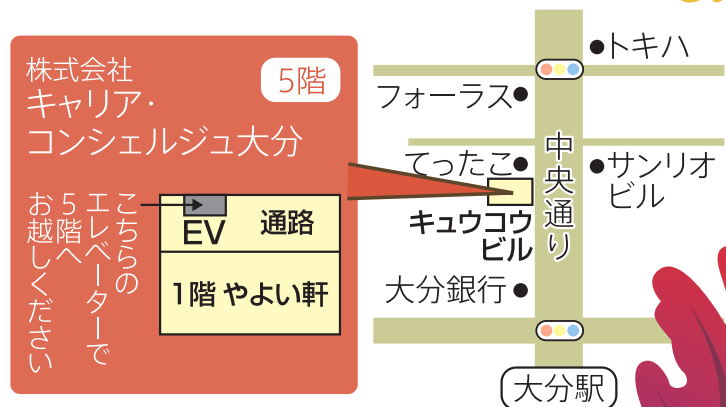 株式会社
キャリア・
コンシェルジュ大分
5階
こちらの
エレベーターで
5階へ
お越しください
EV
通路
1階 やよい軒
トキハ
フォーラス
てったこ
中央通り
サンリオ
ビル
キュウコウ
ビル
大分銀行
大分駅